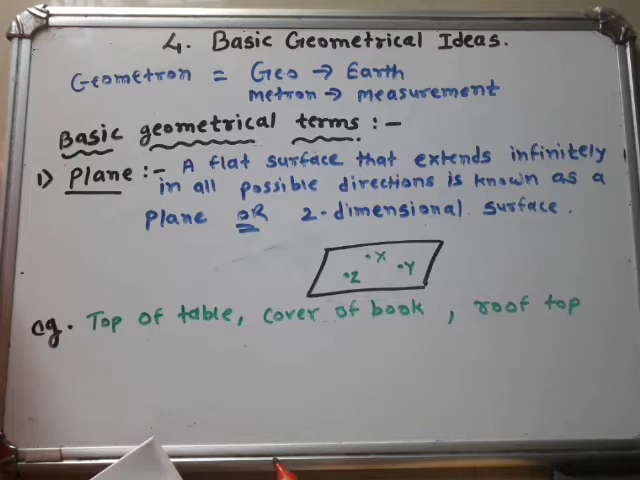 4. Basic Geometrical Ideas.
Geometron = Geo → Earth
metron → measurement
Basic geometrical terms :-
1) Plane :- A flat surface that extends infinitely
in all possible directions is known as a
plane OR 2-dimensional surface.
•X
•Z •Y
eg. Top of table, cover of book, roof top